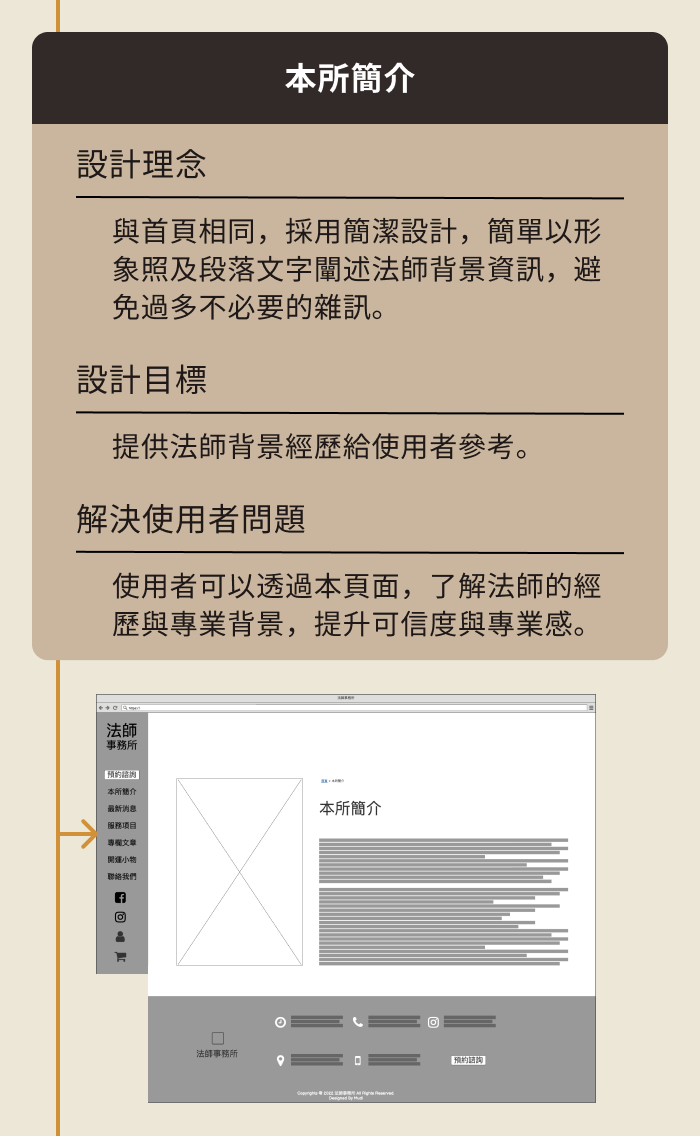 本所簡介
設計理念
與首頁相同，採用簡潔設計，簡單以形
象照及段落文字闡述法師背景資訊，避
免過多不必要的雜訊。
設計目標
提供法師背景經歷給使用者參考。
解決使用者問題
使用者可以透過本頁面，了解法師的經
歷與專業背景，提升可信度與專業感。
法師事務所
https://
法師
事務所
預約諮詢
本所簡介
最新消息
服務項目
專欄文章
開運小物
聯絡我們
首頁 > 本所簡介
本所簡介
法師事務所
預約諮詢
Copyrights © 2022 法師事務所 All Rights Reserved.